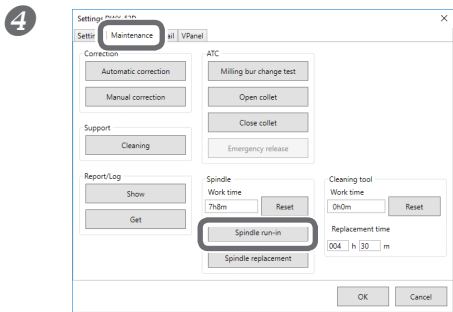 4
Settings DWX-52D
Maintenance
VPanel
Correction
Automatic correction
Manual correction
Support
Cleaning
Report/Log
Show
Get
ATC
Milling bur change test
Open collet
Close collet
Emergency release
Spindle
Work time
7h8m Reset
Spindle run-in
Spindle replacement
Cleaning tool
Work time
0h0m Reset
Replacement time
004 h 30 m
OK Cancel